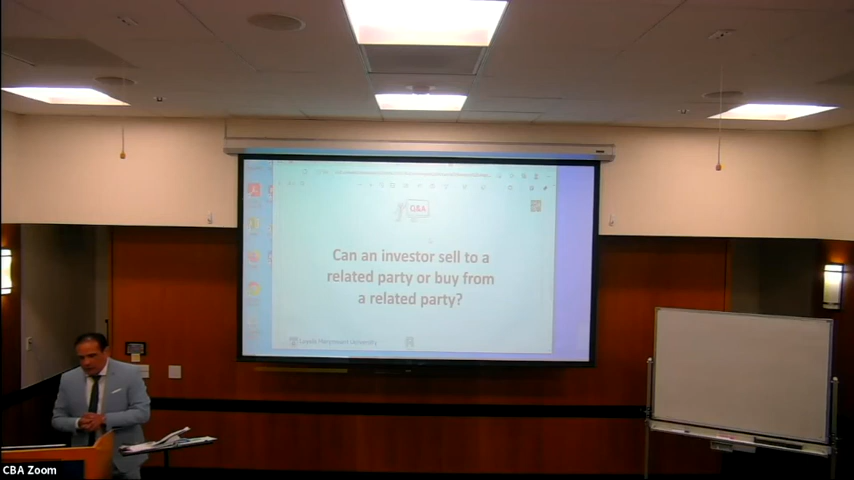 Q&A
Can an investor sell to a
related party or buy from
a related party?
Loyola Marymount University
CBA Zoom